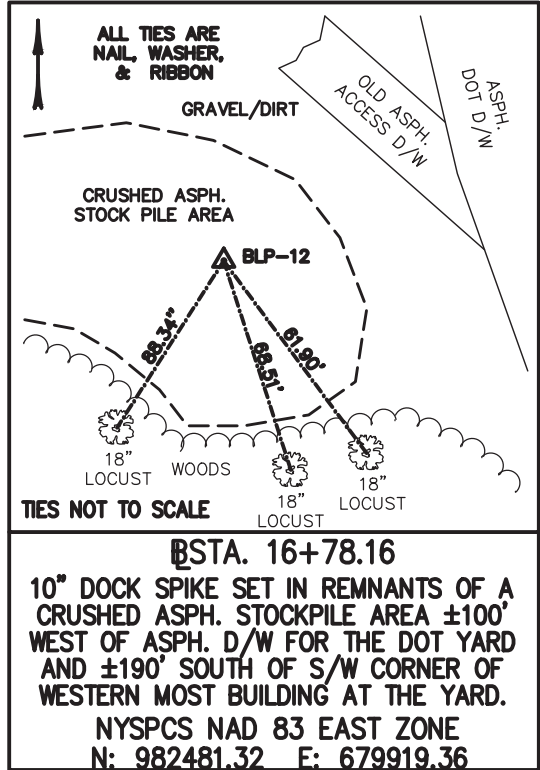 ALL TIES ARE
NAIL, WASHER,
& RIBBON
GRAVEL/DIRT
OLD ASPH.
ACCESS D/W
ASPH.
DOT D/W
CRUSHED ASPH.
STOCK PILE AREA
BLP-12
88.34"
68.51'
61.90'
18"
LOCUST
WOODS
18"
LOCUST
18"
LOCUST
TIES NOT TO SCALE
BL STA. 16+78.16
10" DOCK SPIKE SET IN REMNANTS OF A
CRUSHED ASPH. STOCKPILE AREA ±100'
WEST OF ASPH. D/W FOR THE DOT YARD
AND ±190' SOUTH OF S/W CORNER OF
WESTERN MOST BUILDING AT THE YARD.
NYSPCS NAD 83 EAST ZONE
N: 982481.32 E: 679919.36